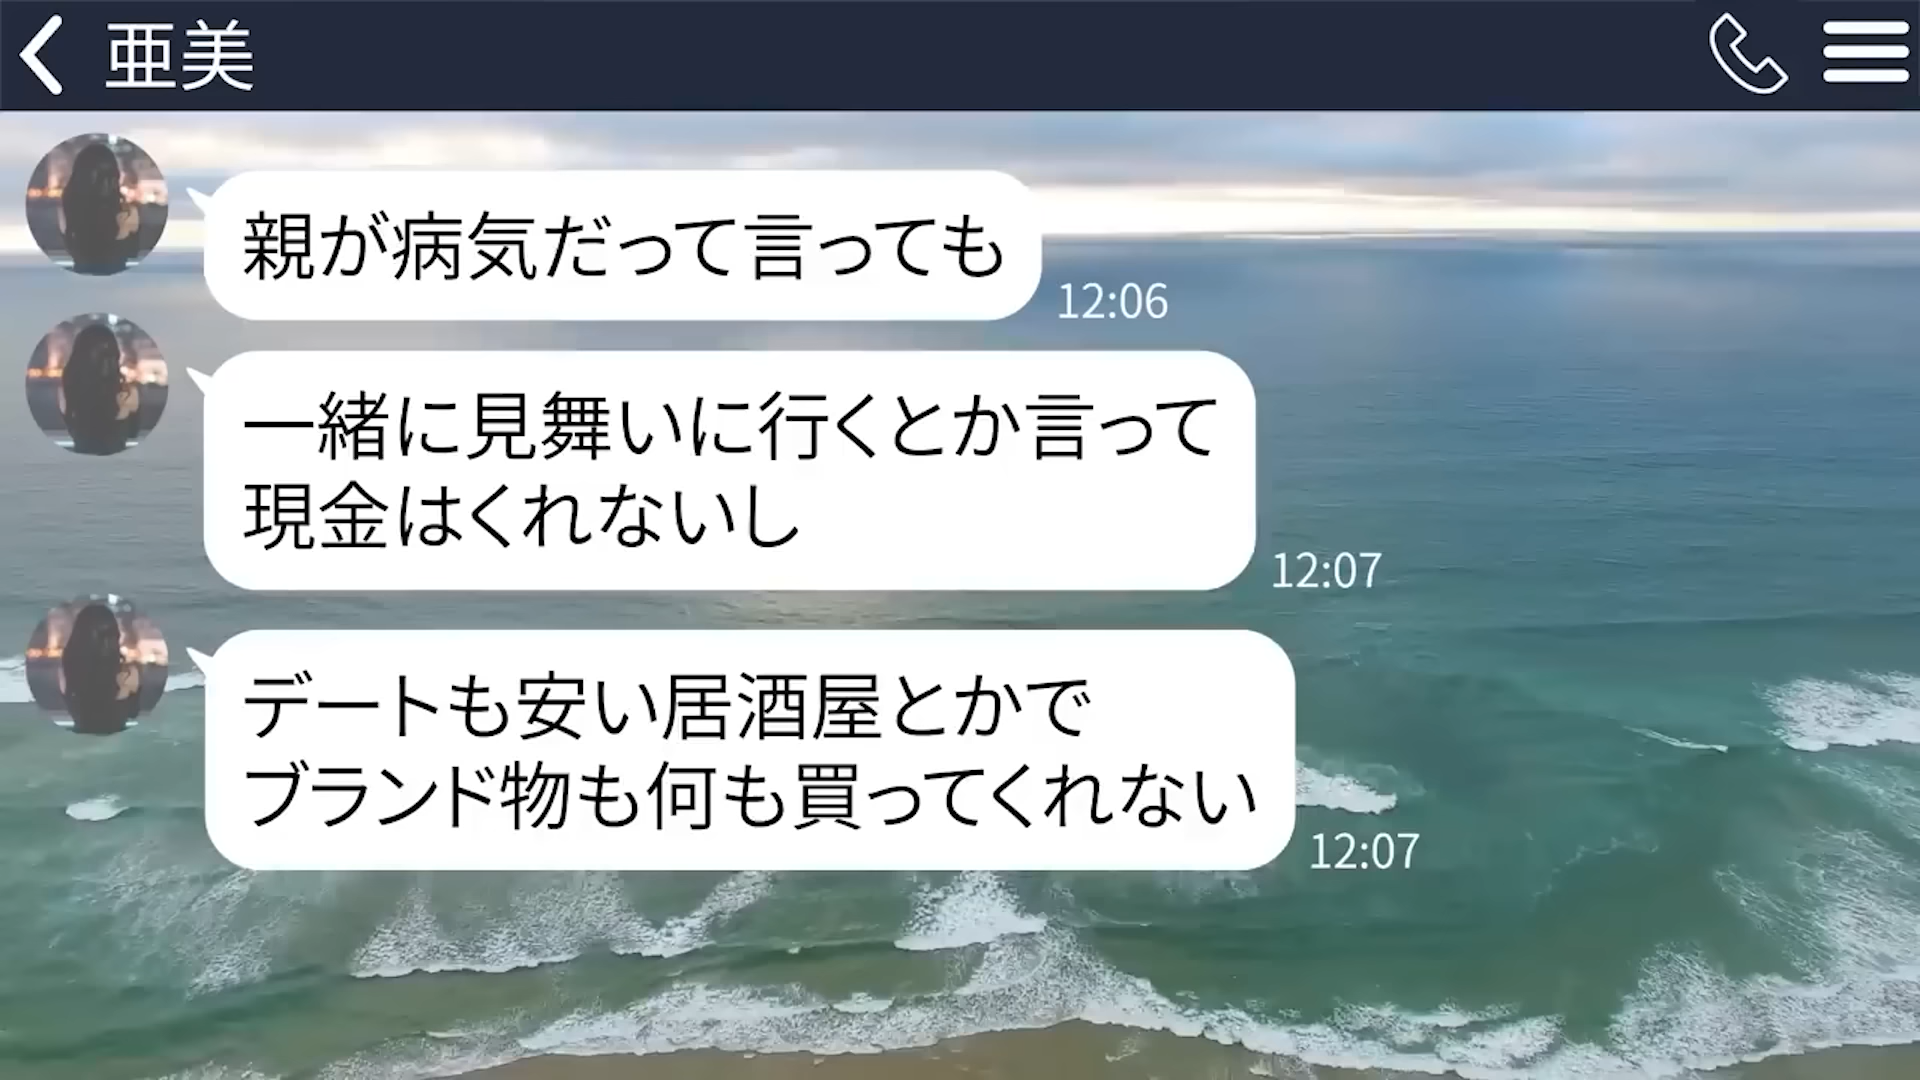 亜美
親が病気だって言っても
12:06
一緒に見舞いに行くとか言って
現金はくれないし
12:07
デートも安い居酒屋とかで
ブランド物も何も買ってくれない
12:07